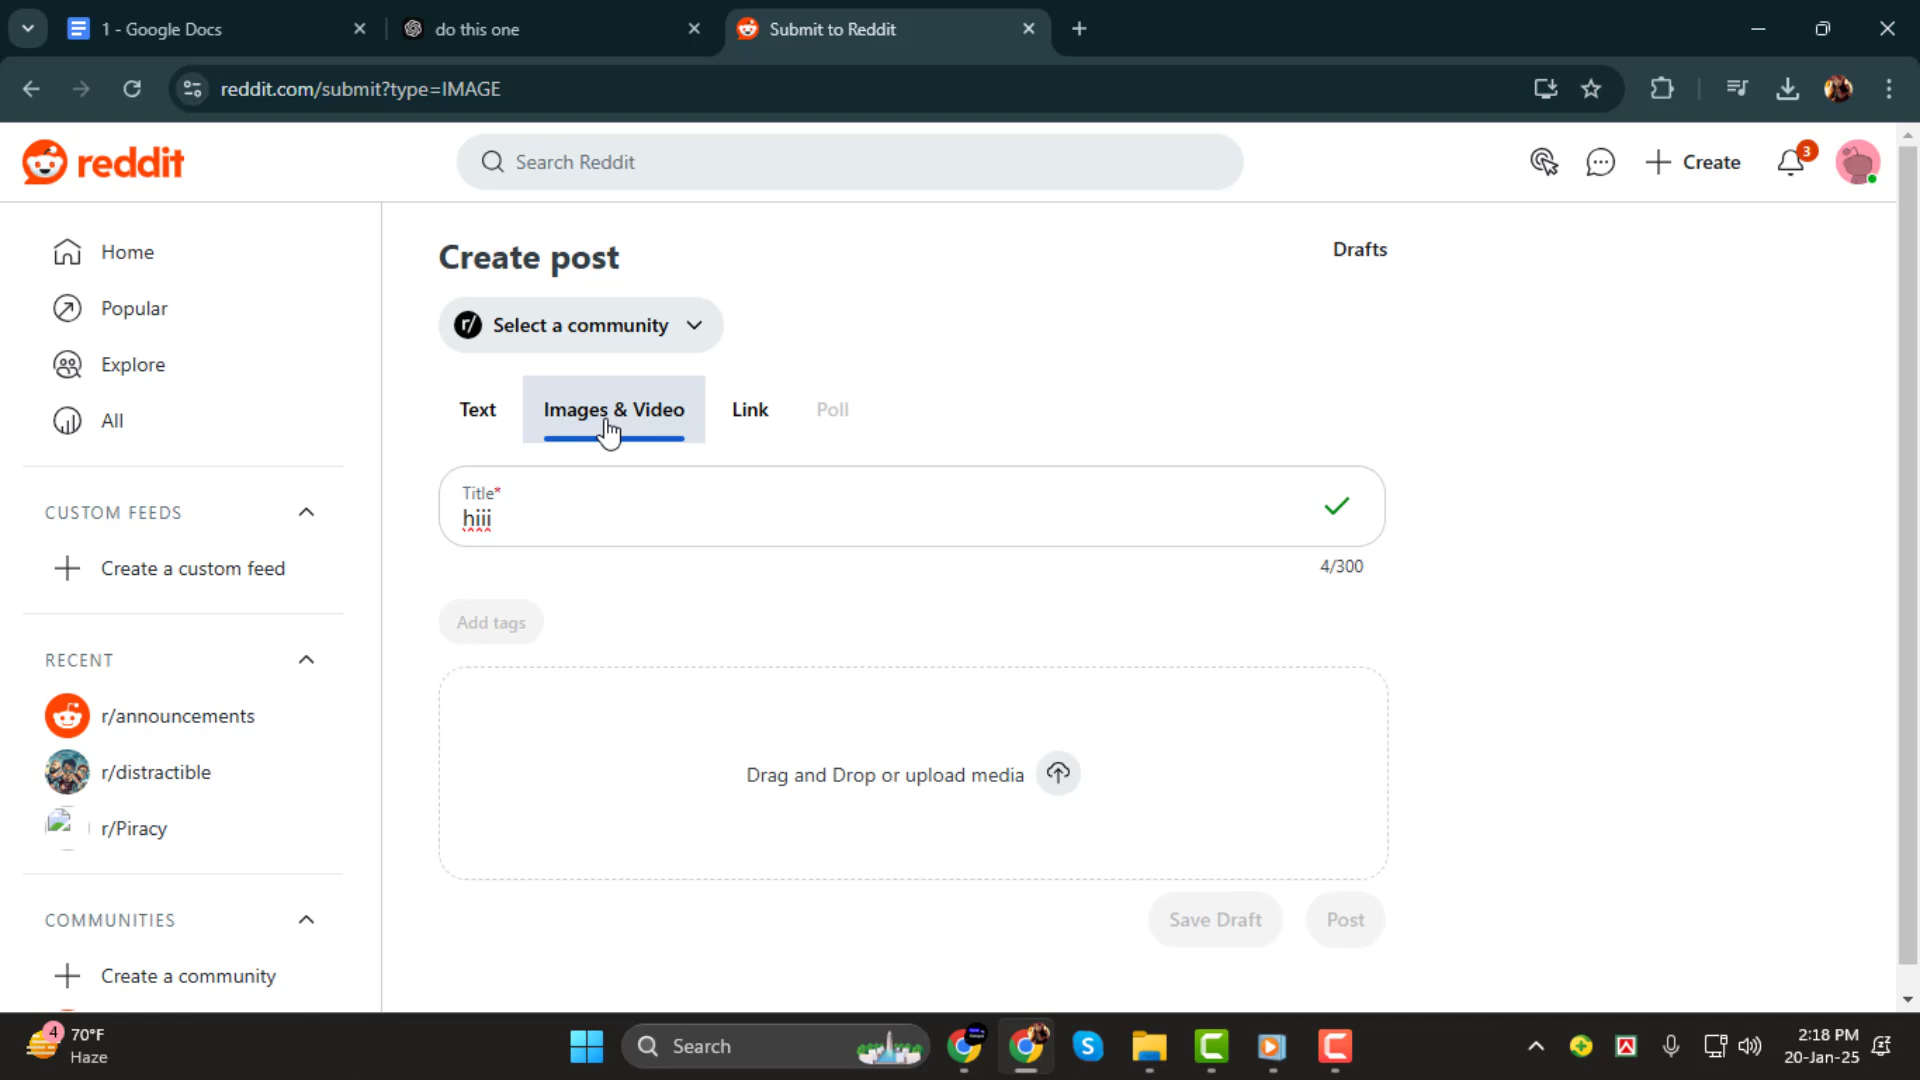 1 - Google Docs
do this one
Submit to Reddit
reddit.com/submit?type=IMAGE
reddit
Search Reddit
Create
3
Home
Popular
Explore
All
CUSTOM FEEDS
Create a custom feed
RECENT
r/announcements
r/distractible
r/Piracy
COMMUNITIES
Create a community
Create post
Drafts
r/ Select a community
Text
Images & Video
Link
Poll
Title*
hiii
4/300
Add tags
Drag and Drop or upload media
Save Draft
Post
4
70°F
Haze
Search
2:18 PM
20-Jan-25